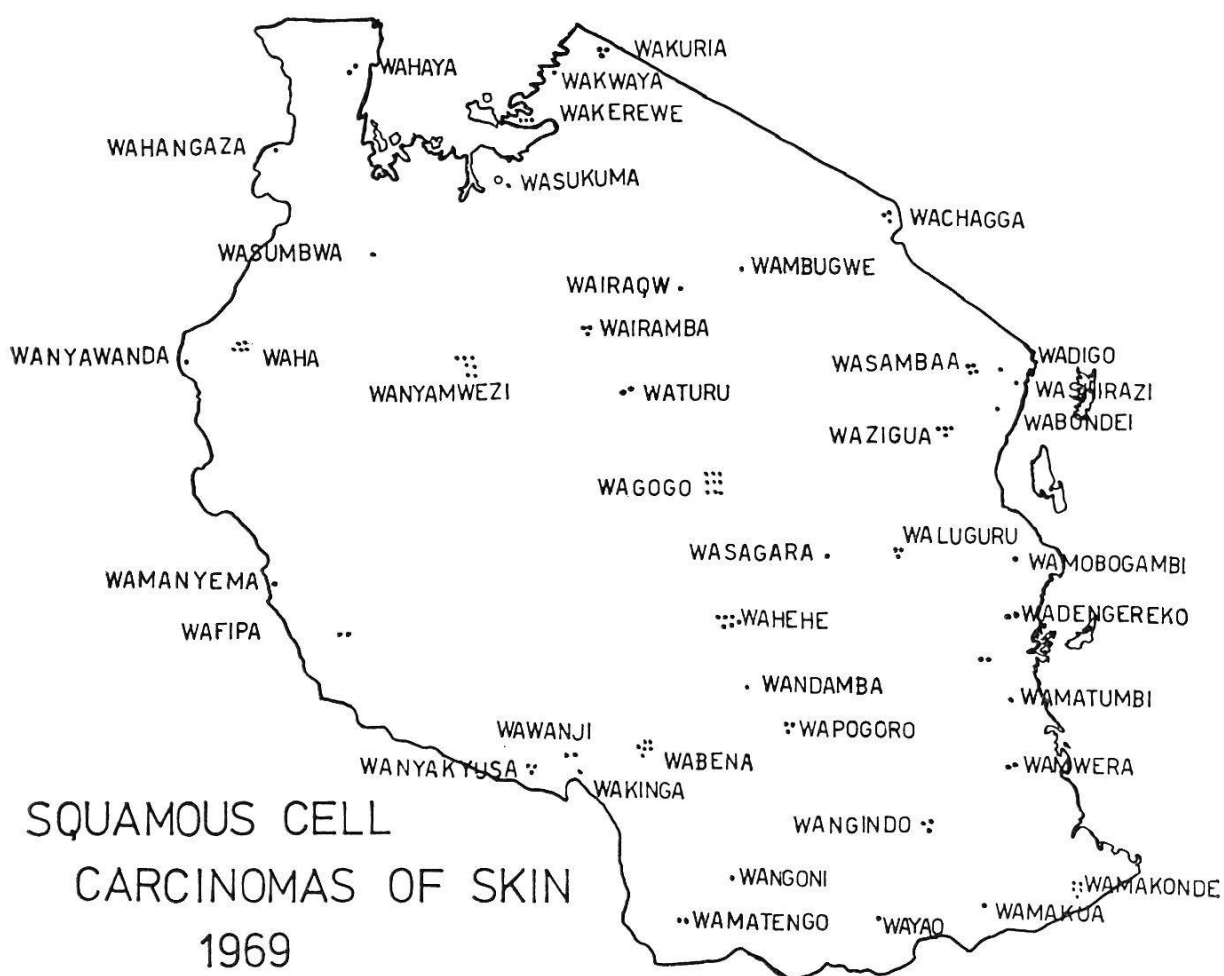 WAKURIA
WAHAYA
WAKWAYA
WAKEREWE
WAHANGAZA
WASUKUMA
WACHAGGA
WASUMBWA
WAMBUGWE
WAIRAQW
WAIRAMBA
WANYAWANDA
WAHA
WASAMBAA
WADIGO
WANYAMWEZI
WATURU
WASHIRAZI
WAZIGUA
WABONDEI
WAGOGO
WALUGURU
WASAGARA
WAMOBOGAMBI
WAMANYEMA
WAHEHE
WADENGEREKO
WAFIPA
WANDAMBA
WAMATUMBI
WAWANJI
WAPOGORO
WABENA
WANYAKYUSA
WAMWERA
WAKINGA
SQUAMOUS CELL
WANGINDO
CARCINOMAS OF SKIN
WANGONI
WAMAKONDE
WAMATENGO
WAYAO
WAMAKUA
1969